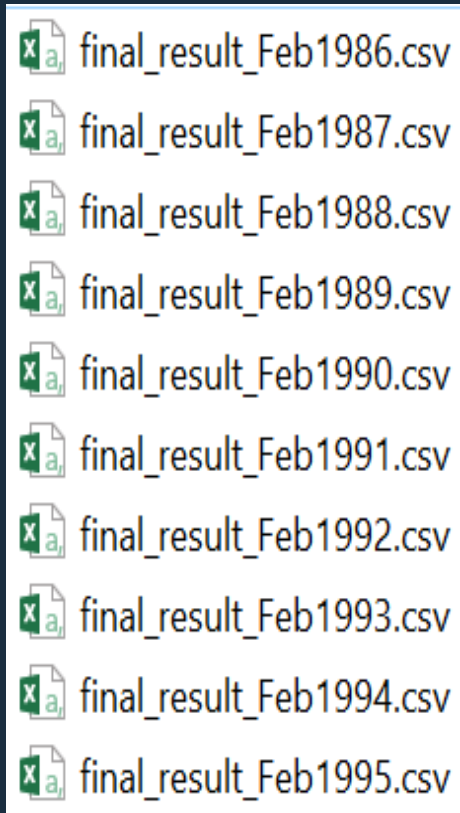 final_result_Feb1986.csv
final_result_Feb1987.csv
final_result_Feb1988.csv
final_result_Feb1989.csv
final_result_Feb1990.csv
final_result_Feb1991.csv
final_result_Feb1992.csv
final_result_Feb1993.csv
final_result_Feb1994.csv
final_result_Feb1995.csv